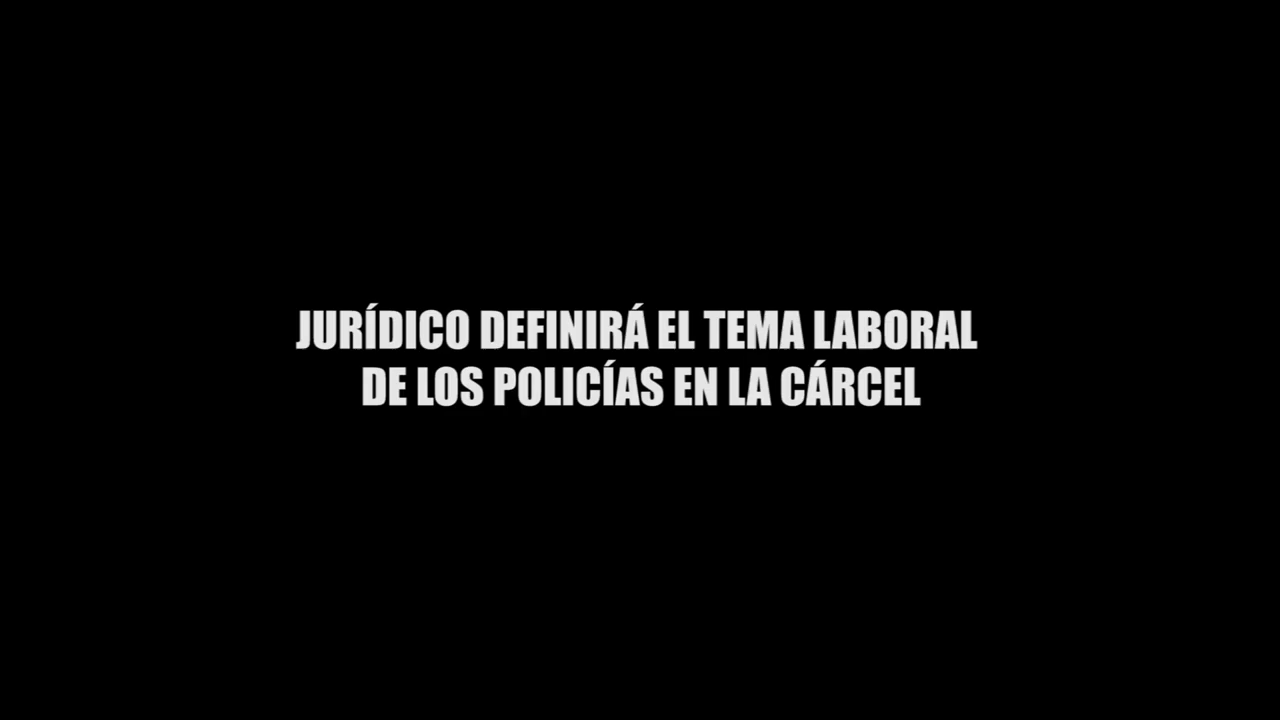 JURÍDICO DEFINIRÁ EL TEMA LABORAL
DE LOS POLICÍAS EN LA CÁRCEL